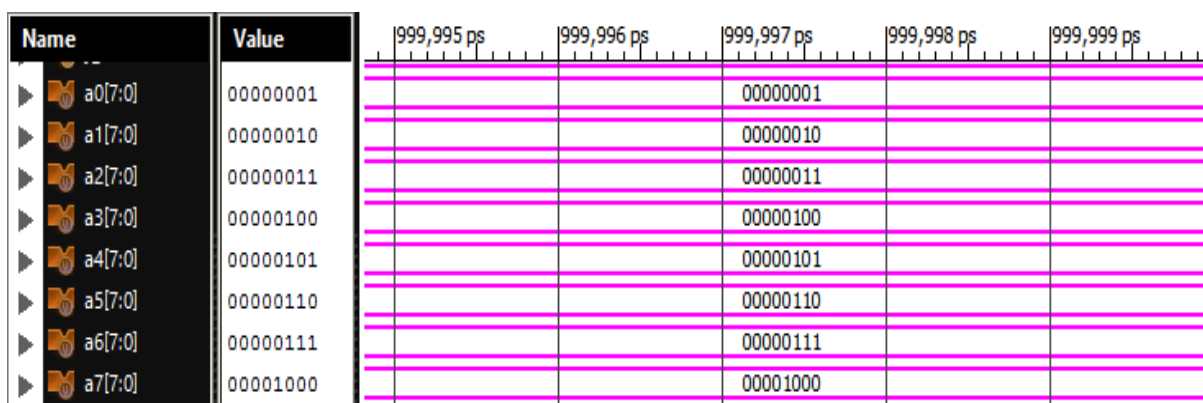 Name Value 999,995 ps 999,996 ps 999,997 ps 999,998 ps 999,999 ps
a0[7:0] 00000001 00000001
a1[7:0] 00000010 00000010
a2[7:0] 00000011 00000011
a3[7:0] 00000100 00000100
a4[7:0] 00000101 00000101
a5[7:0] 00000110 00000110
a6[7:0] 00000111 00000111
a7[7:0] 00001000 00001000